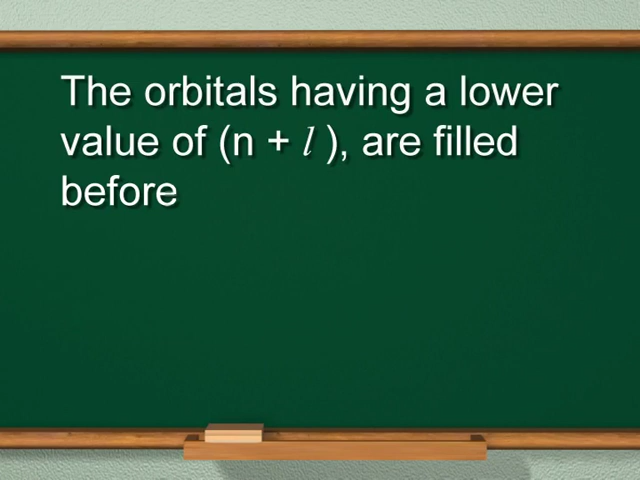 The orbitals having a lower
value of (n + l ), are filled
before